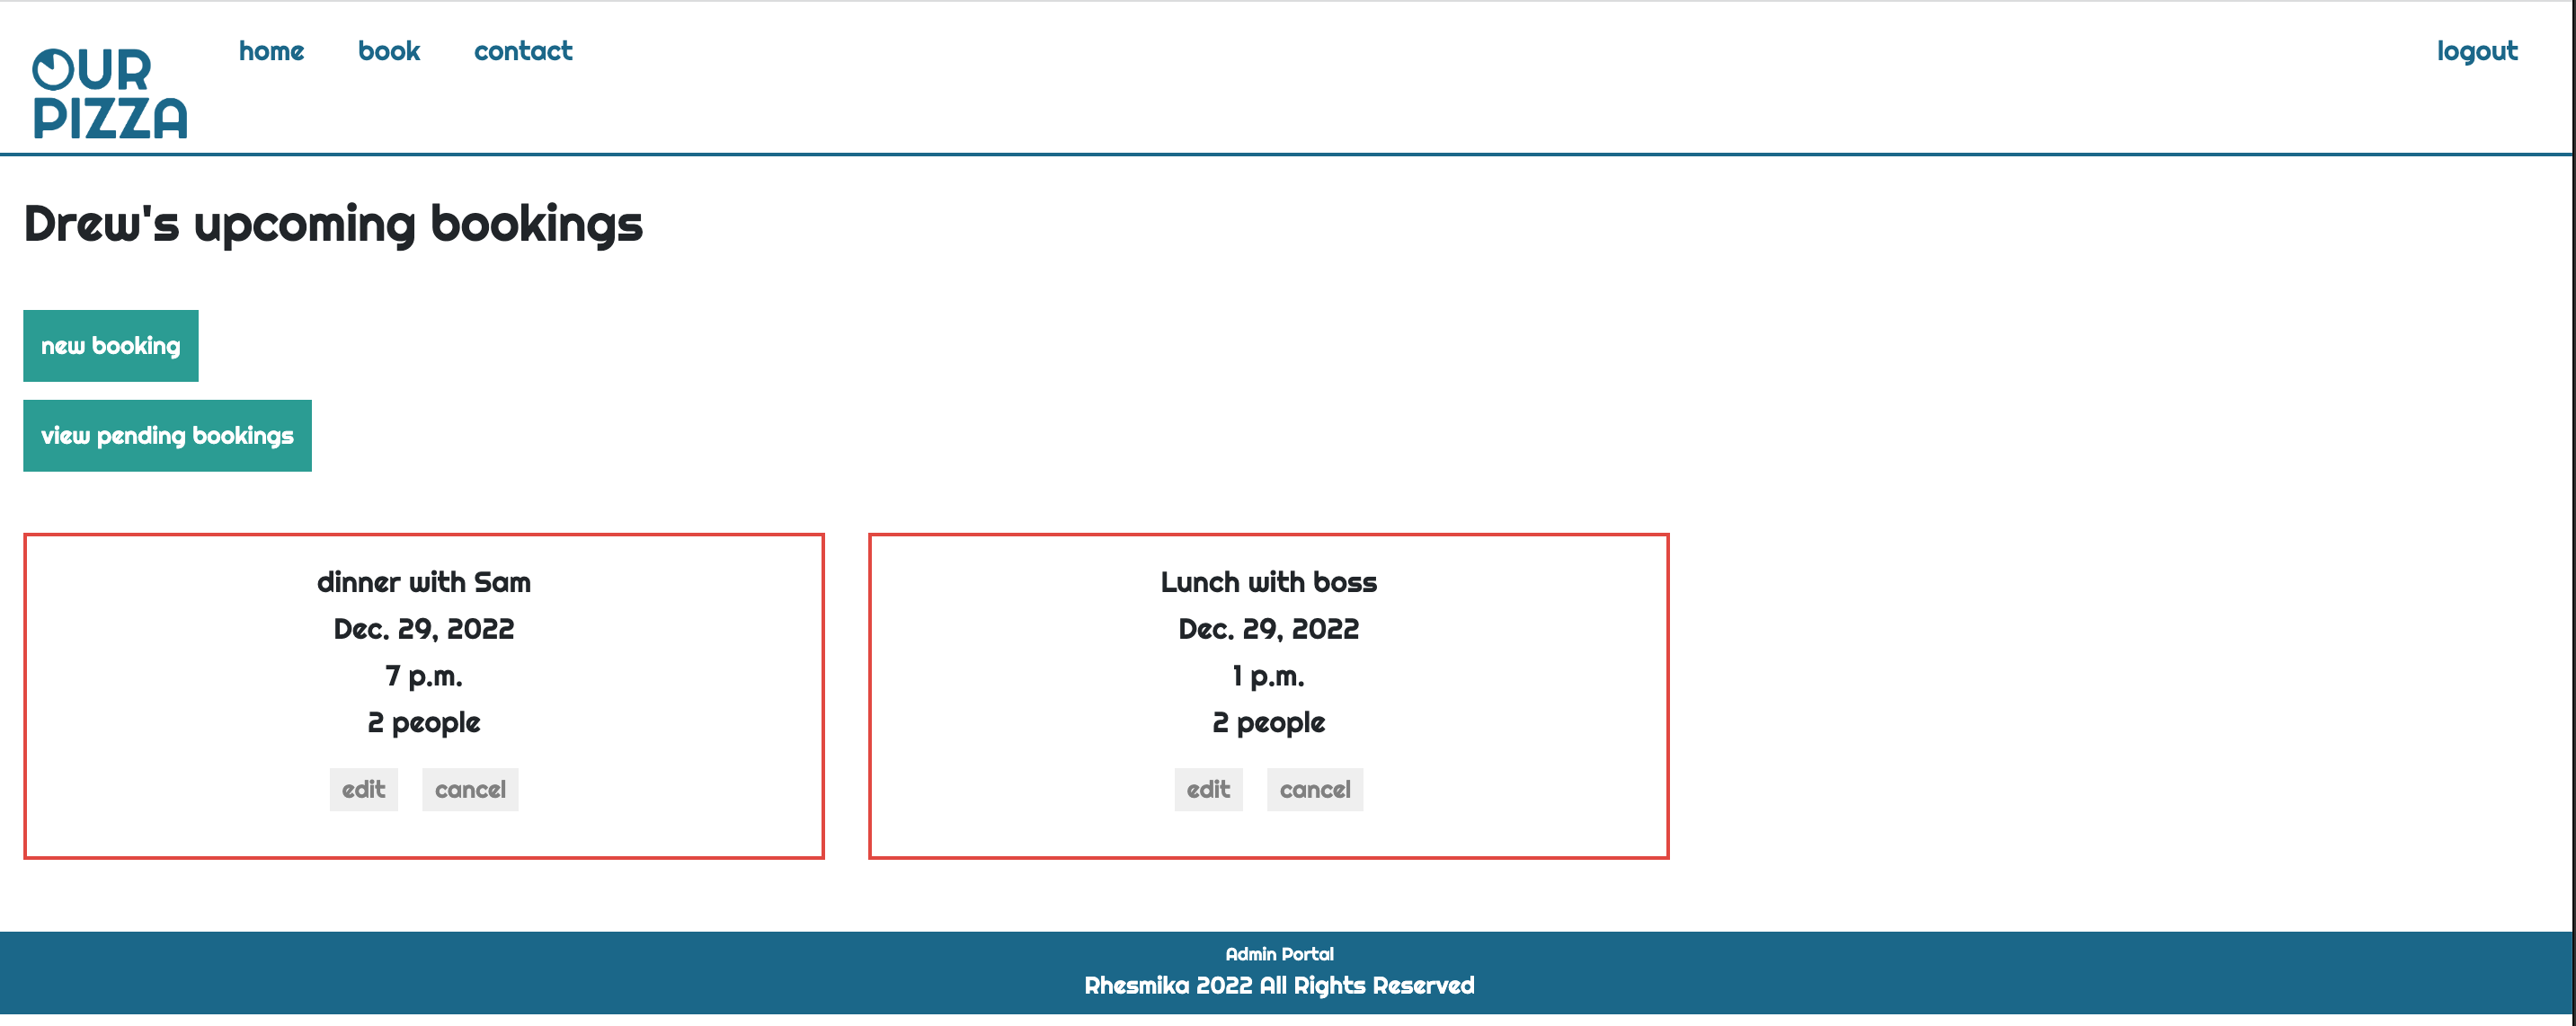 OUR
PIZZA
home book contact logout
Drew's upcoming bookings
new booking
view pending bookings
dinner with Sam
Dec. 29, 2022
7 p.m.
2 people
edit cancel
Lunch with boss
Dec. 29, 2022
1 p.m.
2 people
edit cancel
Admin Portal
Rhesmika 2022 All Rights Reserved